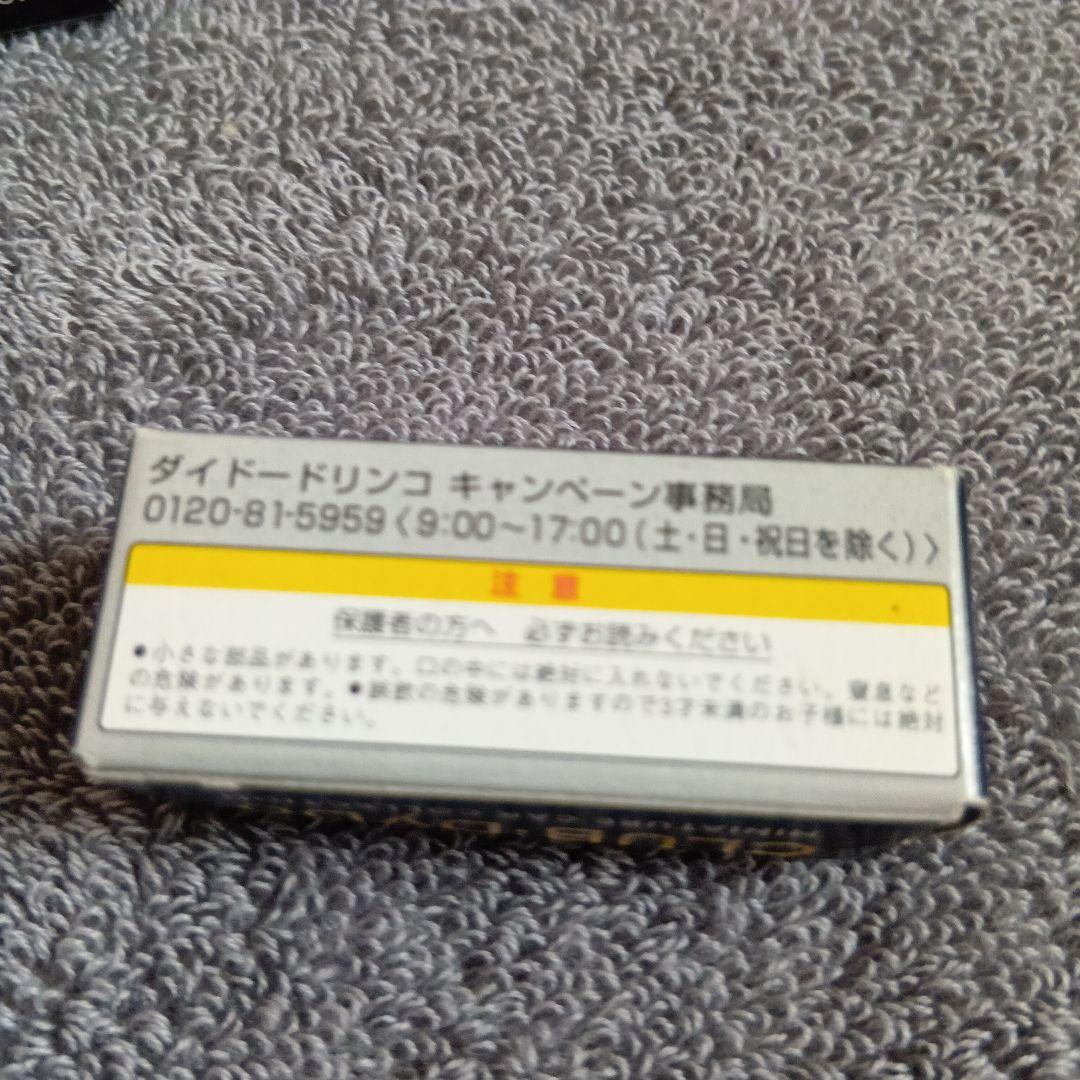 ダイドードリンコ キャンペーン事務局
0120-81-5959〈9:00〜17:00(土・日・祝日を除く)〉
注意
保護者の方へ 必ずお読みください
●小さな部品があります。口の中には絶対に入れないでください。窒息など
の危険があります。●誤飲の危険がありますので3才未満のお子様には絶対
に与えないでください。